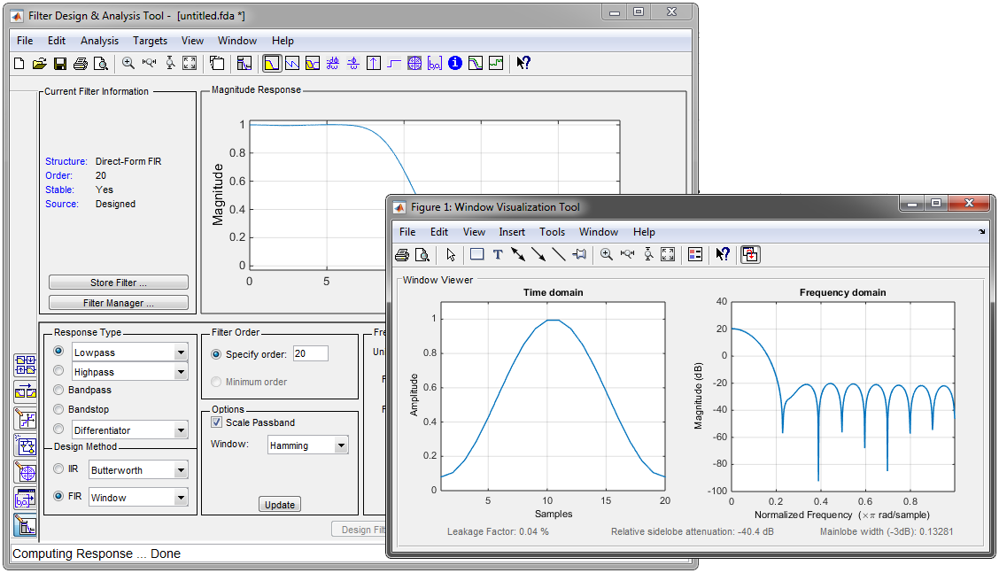 Filter Design & Analysis Tool - [untitled.fda *]
File Edit Analysis Targets View Window Help
Current Filter Information
Structure: Direct-Form FIR
Order: 20
Stable: Yes
Source: Designed
Store Filter ...
Filter Manager ...
Magnitude Response
Magnitude
1
0.8
0.6
0.4
0.2
0
0 5
Response Type
Lowpass
Highpass
Bandpass
Bandstop
Differentiator
Design Method
IIR Butterworth
FIR Window
Filter Order
Specify order: 20
Minimum order
Options
Scale Passband
Window: Hamming
Update
Fre
Uni
F
F
Design Filt
Computing Response ... Done
Figure 1: Window Visualization Tool
File Edit View Insert Tools Window Help
Window Viewer
Time domain
Amplitude
1
0.8
0.6
0.4
0.2
0
5 10 15 20
Samples
Frequency domain
Magnitude (dB)
40
20
0
-20
-40
-60
-80
-100
0 0.2 0.4 0.6 0.8
Normalized Frequency (×π rad/sample)
Leakage Factor: 0.04 % Relative sidelobe attenuation: -40.4 dB Mainlobe width (-3dB): 0.13281